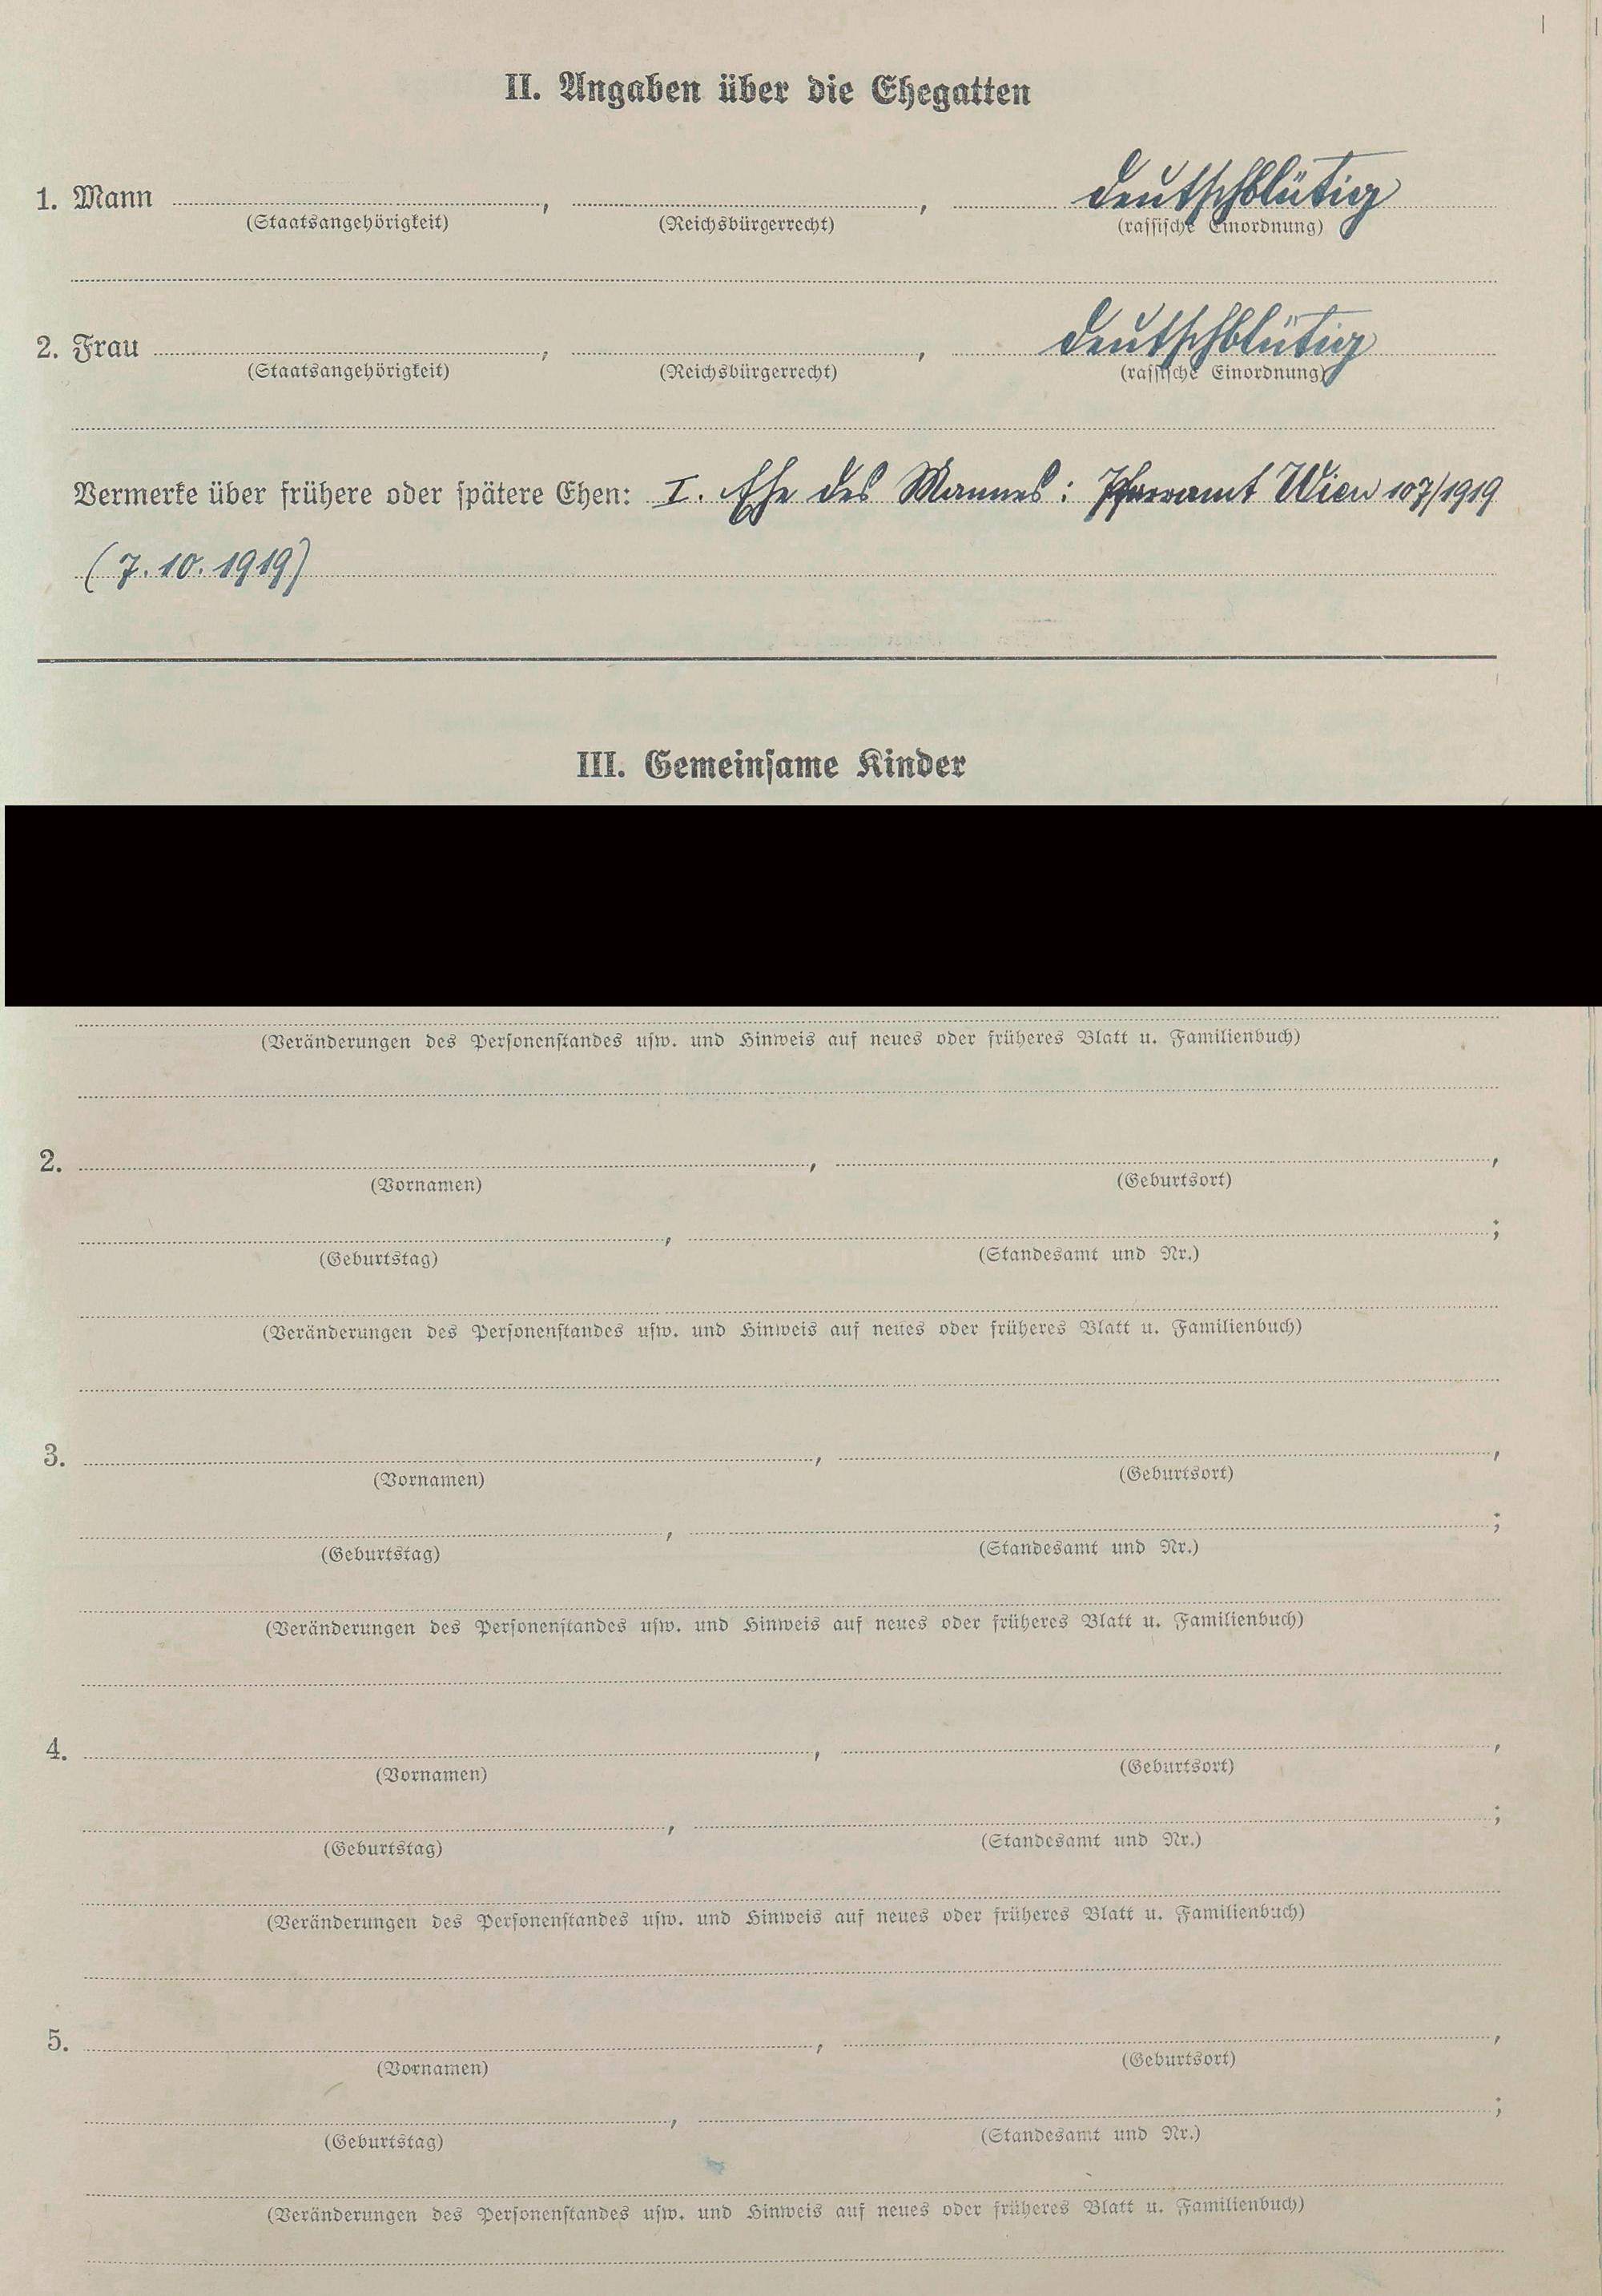 II. Angaben über die Ehegatten
1. Mann , , deutschblütig
(Staatsangehörigkeit) (Reichsbürgerrecht) (rassische Einordnung)
2. Frau , , deutschblütig
(Staatsangehörigkeit) (Reichsbürgerrecht) (rassische Einordnung)
Vermerke über frühere oder spätere Ehen: I. Ehe des Mannes: Pfarramt Wien 107/1919
(7.10.1919)
III. Gemeinsame Kinder
(Veränderungen des Personenstandes usw. und Hinweis auf neues oder früheres Blatt u. Familienbuch)
2. , ,
(Vornamen) (Geburtsort)
, ;
(Geburtstag) (Standesamt und Nr.)
(Veränderungen des Personenstandes usw. und Hinweis auf neues oder früheres Blatt u. Familienbuch)
3. , ,
(Vornamen) (Geburtsort)
, ;
(Geburtstag) (Standesamt und Nr.)
(Veränderungen des Personenstandes usw. und Hinweis auf neues oder früheres Blatt u. Familienbuch)
4. , ,
(Vornamen) (Geburtsort)
, ;
(Geburtstag) (Standesamt und Nr.)
(Veränderungen des Personenstandes usw. und Hinweis auf neues oder früheres Blatt u. Familienbuch)
5. , ,
(Vornamen) (Geburtsort)
, ;
(Geburtstag) (Standesamt und Nr.)
(Veränderungen des Personenstandes usw. und Hinweis auf neues oder früheres Blatt u. Familienbuch)